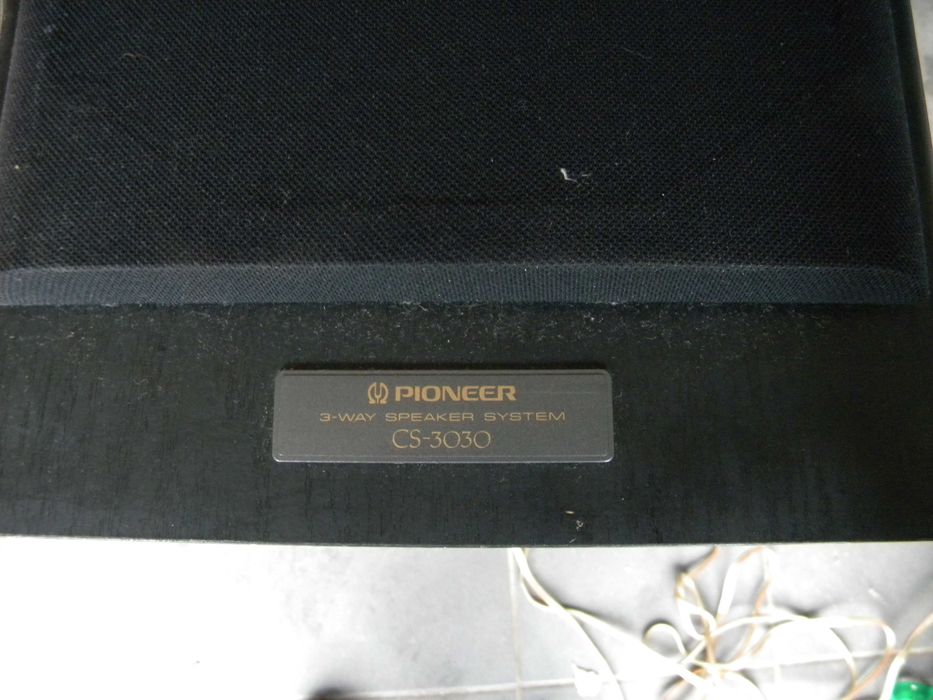 PIONEER
3-WAY SPEAKER SYSTEM
CS-3030